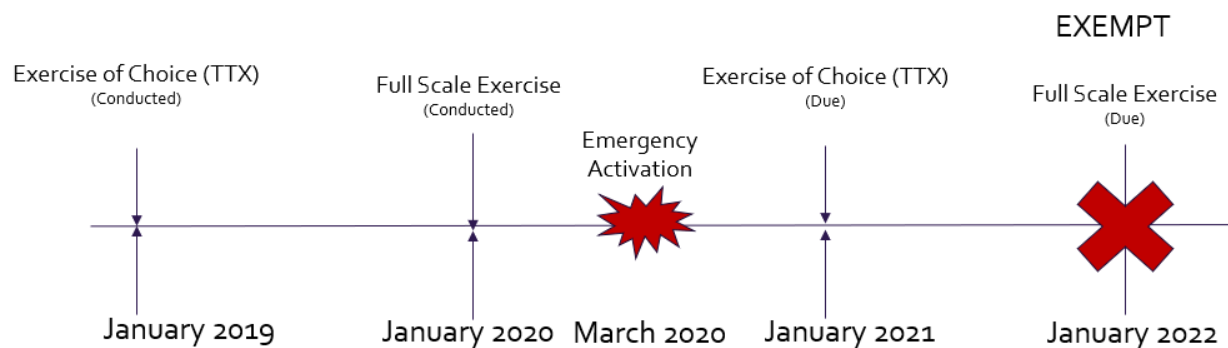 EXEMPT
Exercise of Choice (TTX)
(Conducted)
Full Scale Exercise
(Conducted)
Emergency
Activation
Exercise of Choice (TTX)
(Due)
Full Scale Exercise
(Due)
January 2019
January 2020
March 2020
January 2021
January 2022